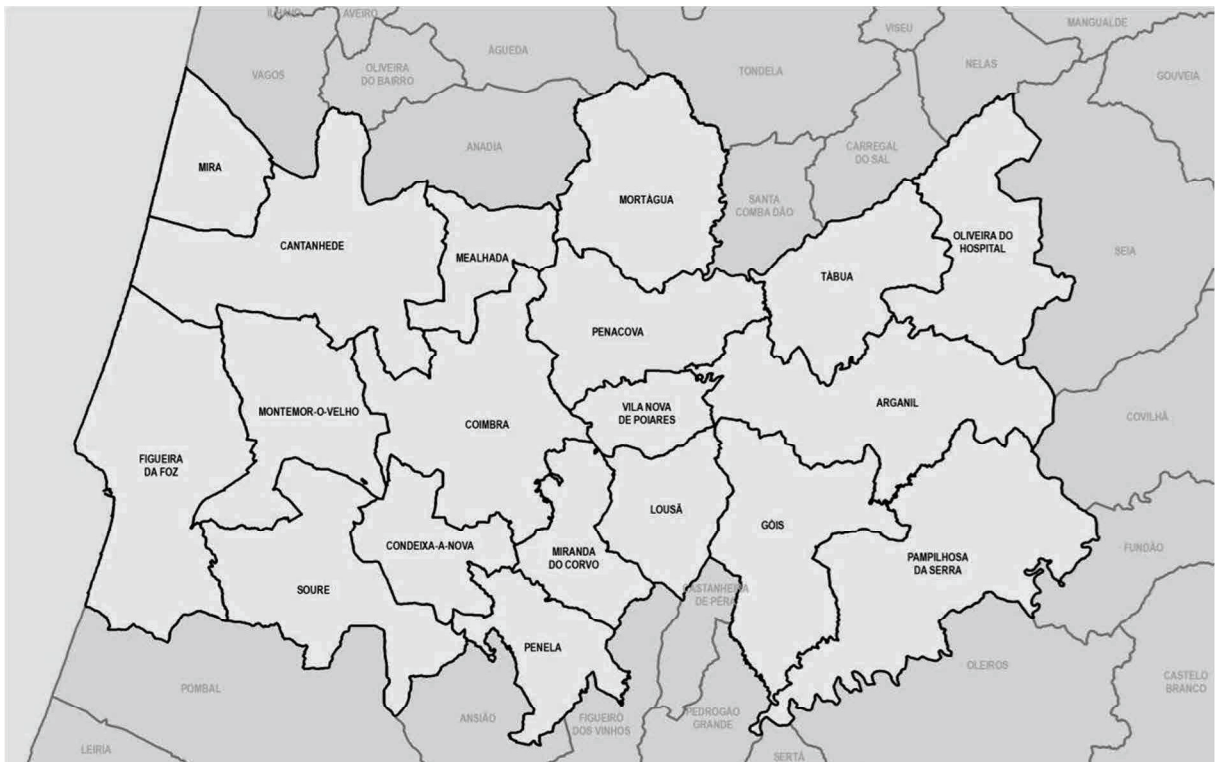 ILHAVO
AVEIRO
VISEU
MANGUALDE
ÁGUEDA
OLIVEIRA
DO BAIRRO
VAGOS
TONDELA
NELAS
GOUVEIA
ANADIA
CARREGAL
DO SAL
MIRA
MORTÁGUA
SANTA
COMBA DÃO
CANTANHEDE
MEALHADA
OLIVEIRA DO
HOSPITAL
SEIA
TÁBUA
PENACOVA
MONTEMOR-O-VELHO
COIMBRA
VILA NOVA
DE POIARES
ARGANIL
COVILHÃ
FIGUEIRA
DA FOZ
LOUSÃ
GÓIS
CONDEIXA-A-NOVA
MIRANDA
DO CORVO
PAMPILHOSA
DA SERRA
FUNDÃO
SOURE
CASTANHEIRA
DE PÊRA
PENELA
OLEIROS
POMBAL
CASTELO
BRANCO
ANSIÃO
FIGUEIRÓ
DOS VINHOS
PEDROGÃO
GRANDE
LEIRIA
SERTÃ